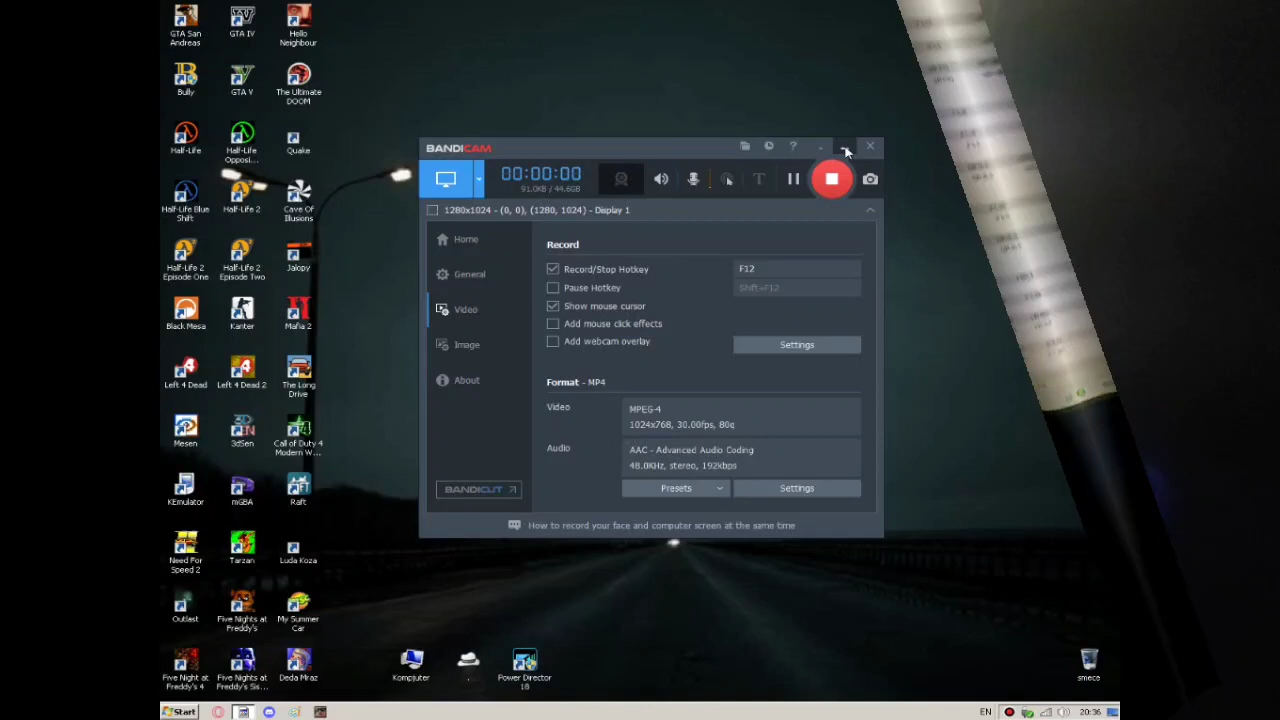 GTA San
Andreas
GTA IV
Hello
Neighbour
Bully
GTA V
The Ultimate
DOOM
Half-Life
Half-Life
Opposi...
Quake
Half-Life Blue
Shift
Half-Life 2
Cave Of
Illusions
Half-Life 2
Episode One
Half-Life 2
Episode Two
Jalopy
Black Mesa
Kanter
Mafia 2
Left 4 Dead
Left 4 Dead 2
The Long
Drive
Mesen
3dSen
Call of Duty 4
Modern W...
KEmulator
mGBA
Raft
Need For
Speed 2
Tarzan
Luda Koza
Outlast
Five Nights at
Freddy's
My Summer
Car
Five Night at
Freddy's 4
Five Nights at
Freddy's Sis...
Deda Mraz
BANDICAM
00:00:00
91.0KB / 44.6GB
1280x1024 - (0, 0), (1280, 1024) - Display 1
Home
General
Video
Image
About
BANDICUT
Record
Record/Stop Hotkey
F12
Pause Hotkey
Shift+F12
Show mouse cursor
Add mouse click effects
Add webcam overlay
Settings
Format - MP4
Video
MPEG-4
1024x768, 30.00fps, 80q
Audio
AAC - Advanced Audio Coding
48.0KHz, stereo, 192kbps
Presets
Settings
How to record your face and computer screen at the same time
Kompjuter
.
Power Director
18
smece
Start
EN
20:36